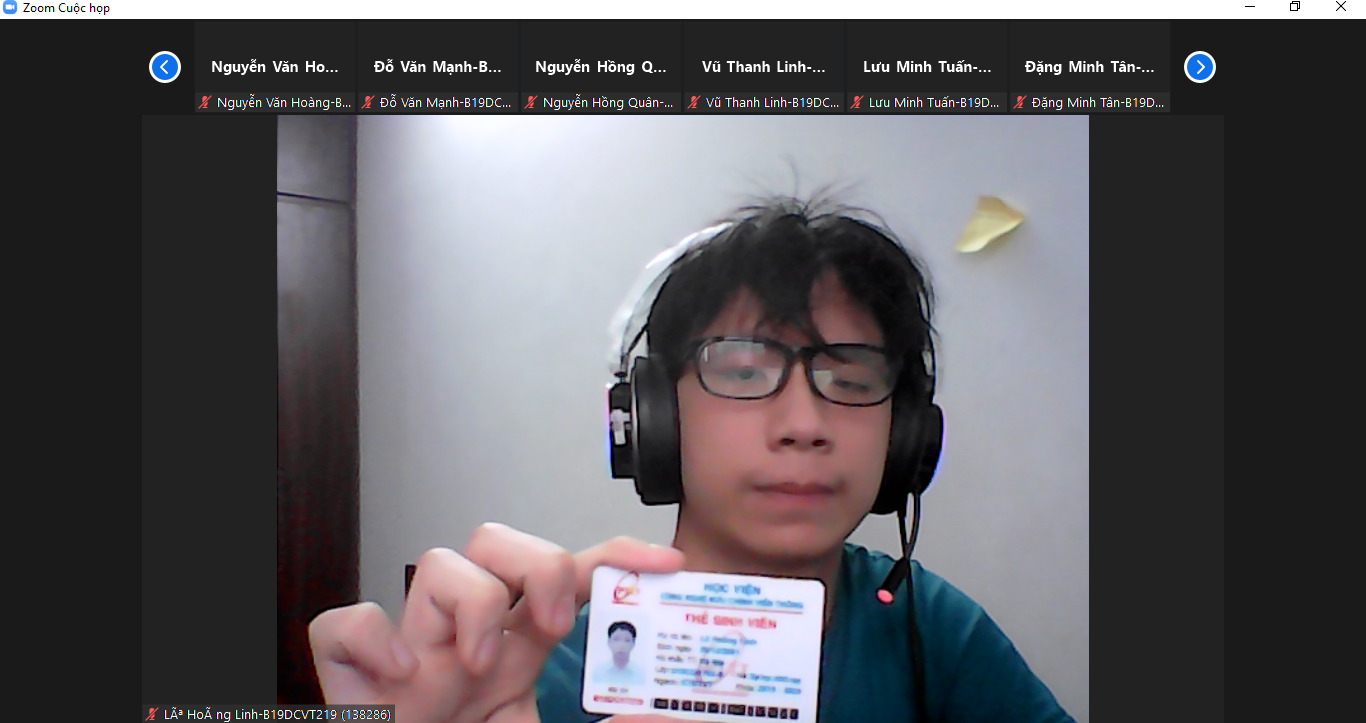 Zoom Cuộc họp
Nguyễn Văn Ho...
Đỗ Văn Mạnh-B...
Nguyễn Hồng Q...
Vũ Thanh Linh-...
Lưu Minh Tuấn-...
Đặng Minh Tân-...
Nguyễn Văn Hoàng-B...
Đỗ Văn Mạnh-B19DC...
Nguyễn Hồng Quân-...
Vũ Thanh Linh-B19DC...
Lưu Minh Tuấn-B19D...
Đặng Minh Tân-B19D...
HỌC VIỆN
CÔNG NGHỆ BƯU CHÍNH VIỄN THÔNG
THẺ SINH VIÊN
LÃª HoÃ ng Linh-B19DCVT219 (138286)